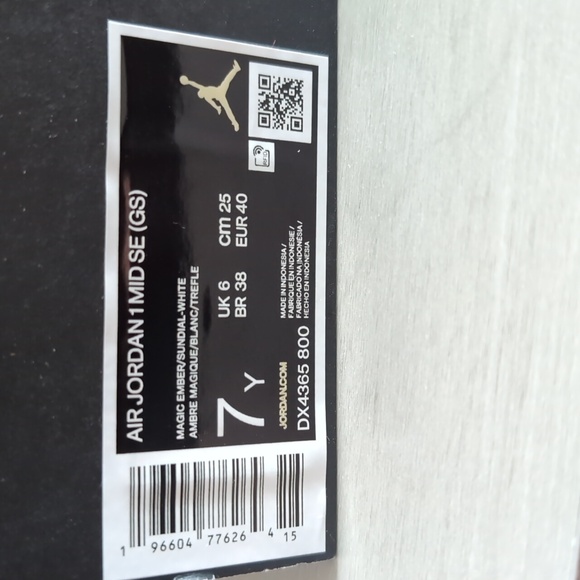 AIR JORDAN 1 MID SE (GS)
MAGIC EMBER/SUNDIAL-WHITE
AMBRE MAGIQUE/BLANC/TREFLE
7 Y
UK 6
BR 38
cm 25
EUR 40
JORDAN.COM
DX4365 800
MADE IN INDONESIA /
FABRIQUE EN INDONESIE /
FABRICADO NA INDONÉSIA /
HECHO EN INDONESIA
1 96604 77626 4 15